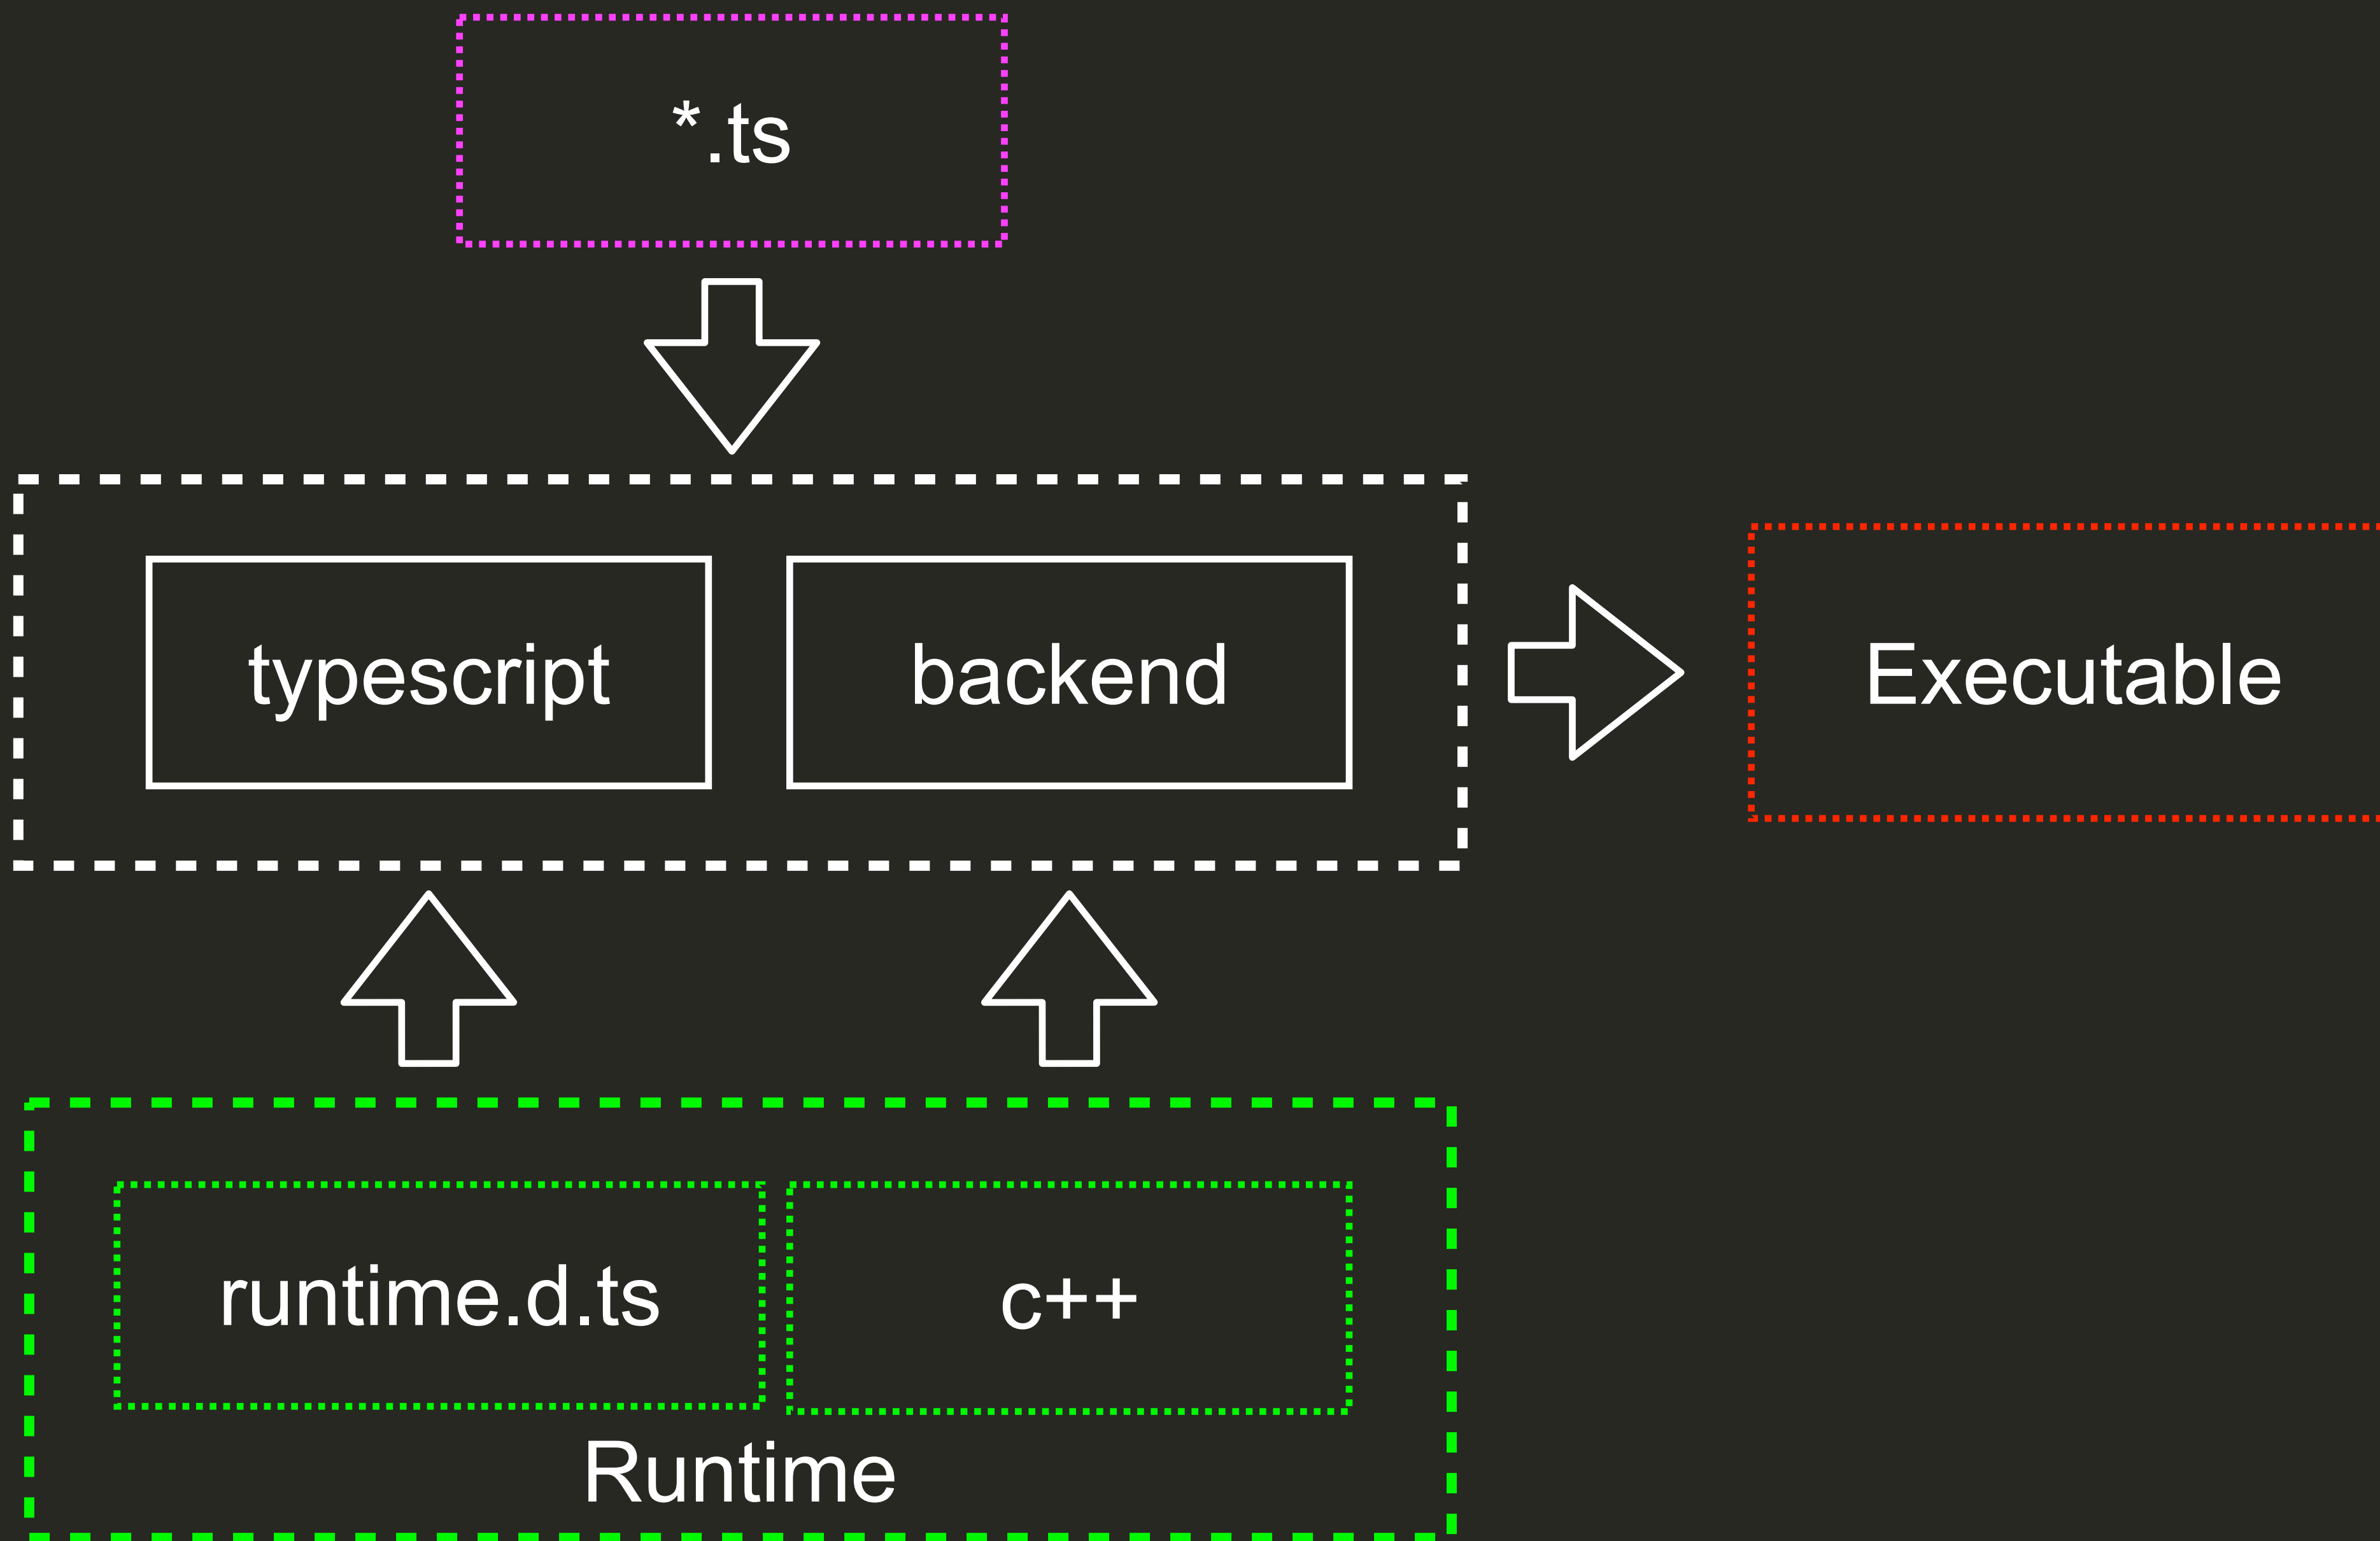 *.ts
typescript
backend
Executable
runtime.d.ts
c++
Runtime